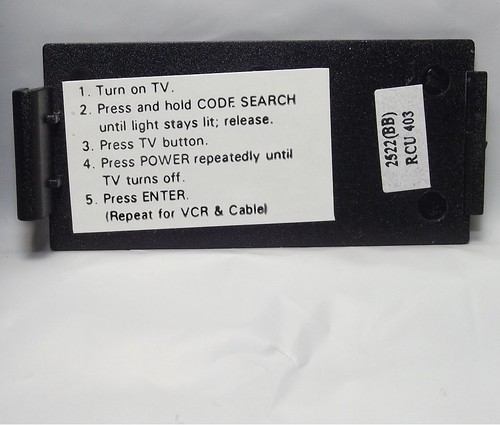 1. Turn on TV.
2. Press and hold CODE SEARCH
until light stays lit; release.
3. Press TV button.
4. Press POWER repeatedly until
TV turns off.
5. Press ENTER.
(Repeat for VCR & Cable)
2522(BB)
RCU 403